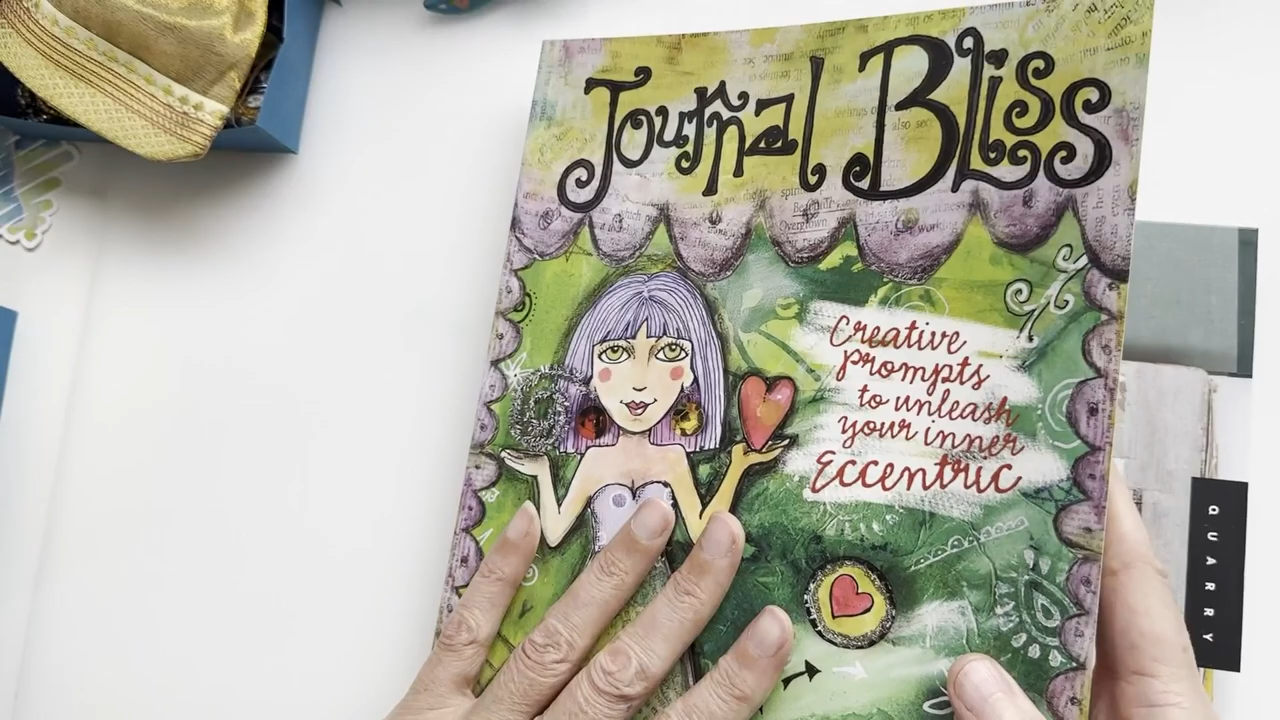 Journal Bliss
Creative
prompts
to unleash
your inner
Eccentric
QUARRY